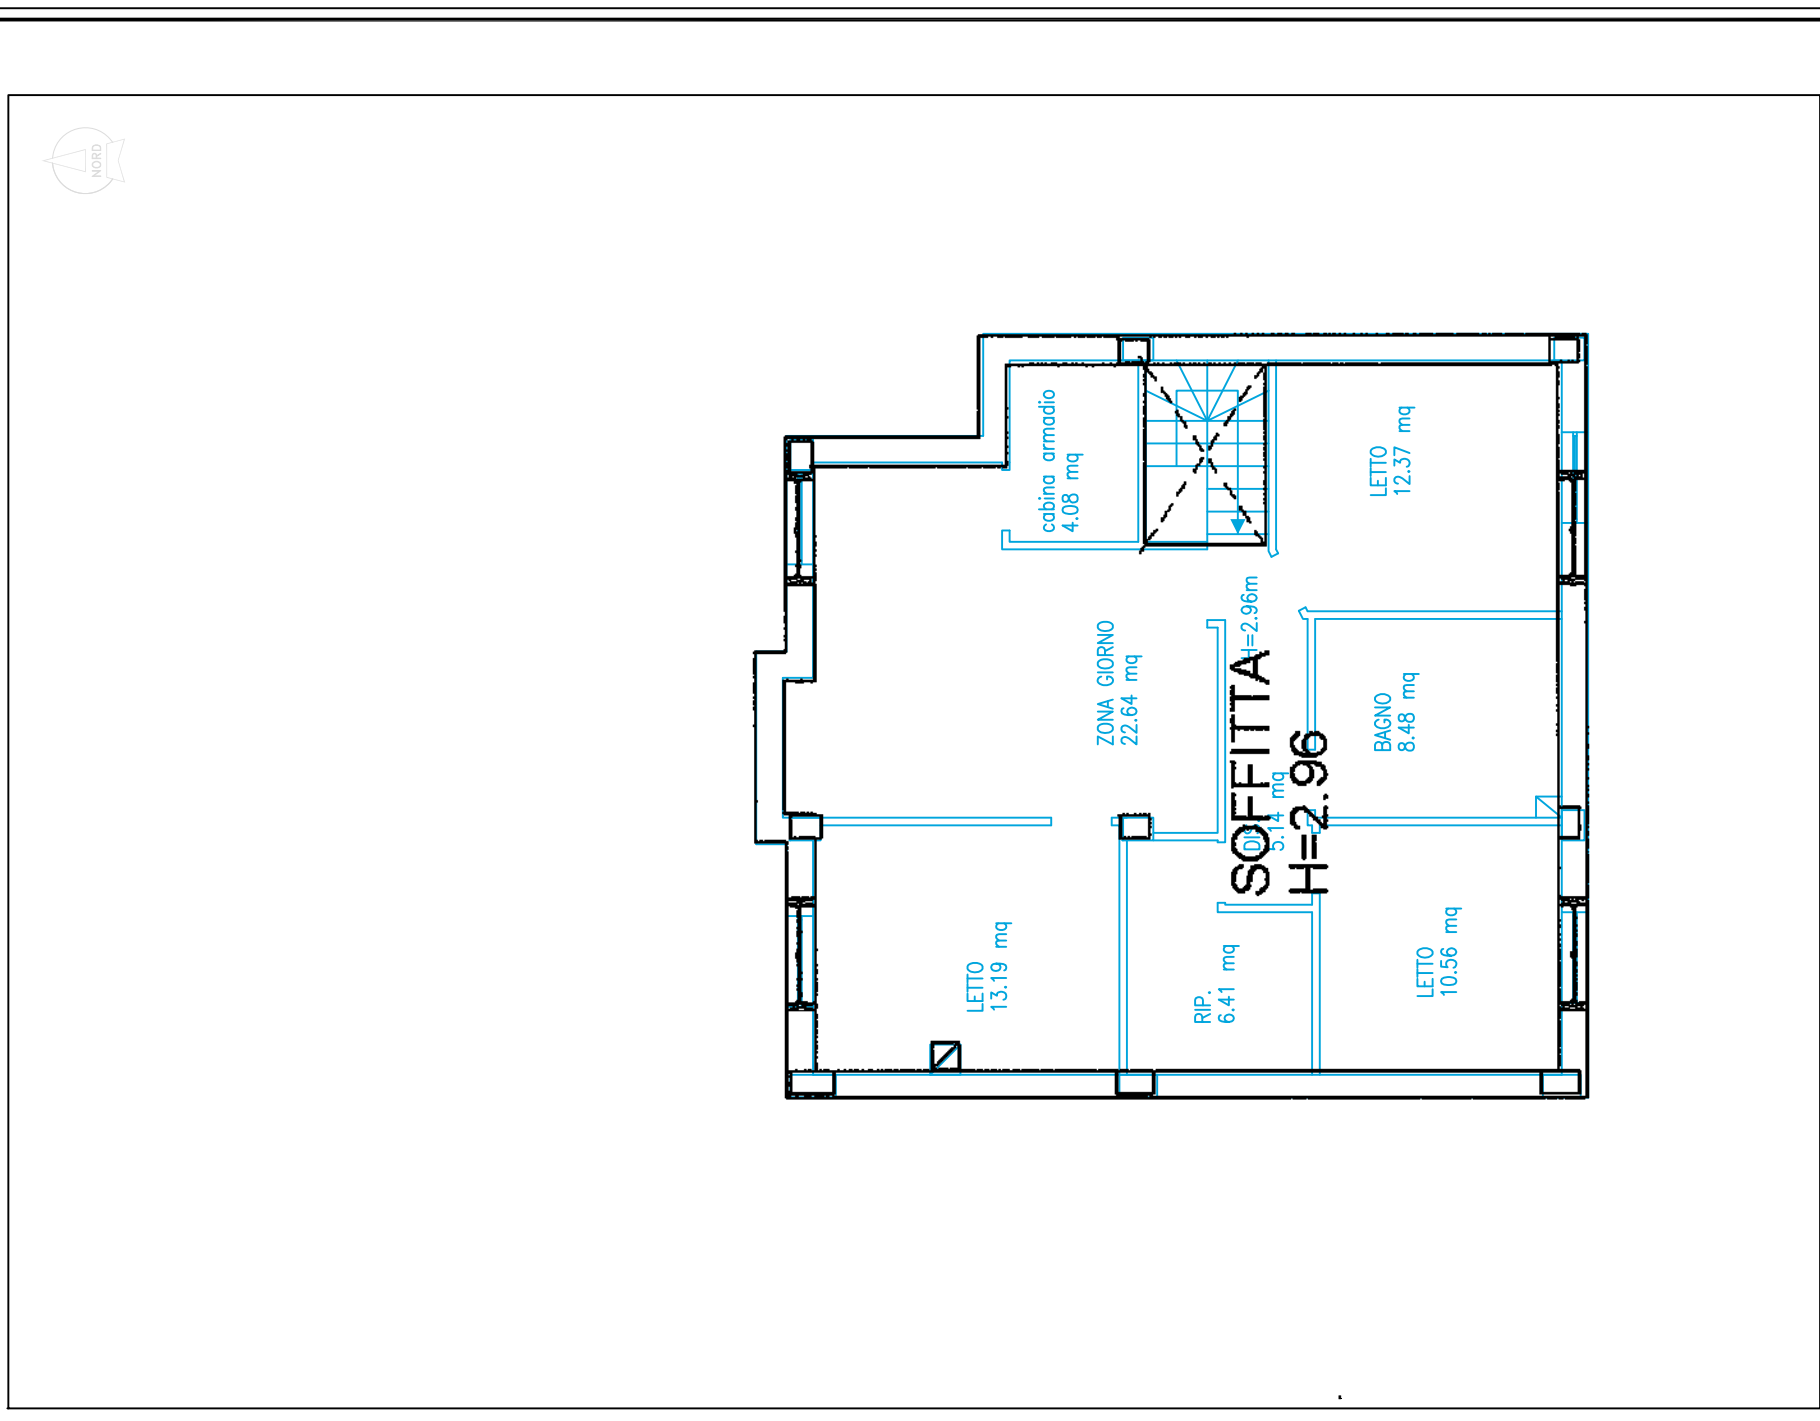 NORD
cabina armadio
4.08 mq
LETTO
12.37 mq
H=2.96m
ZONA GIORNO
22.64 mq
BAGNO
8.48 mq
SOFFITTA
H=2.96
5.14 mq
LETTO
13.19 mq
RIP.
6.41 mq
LETTO
10.56 mq